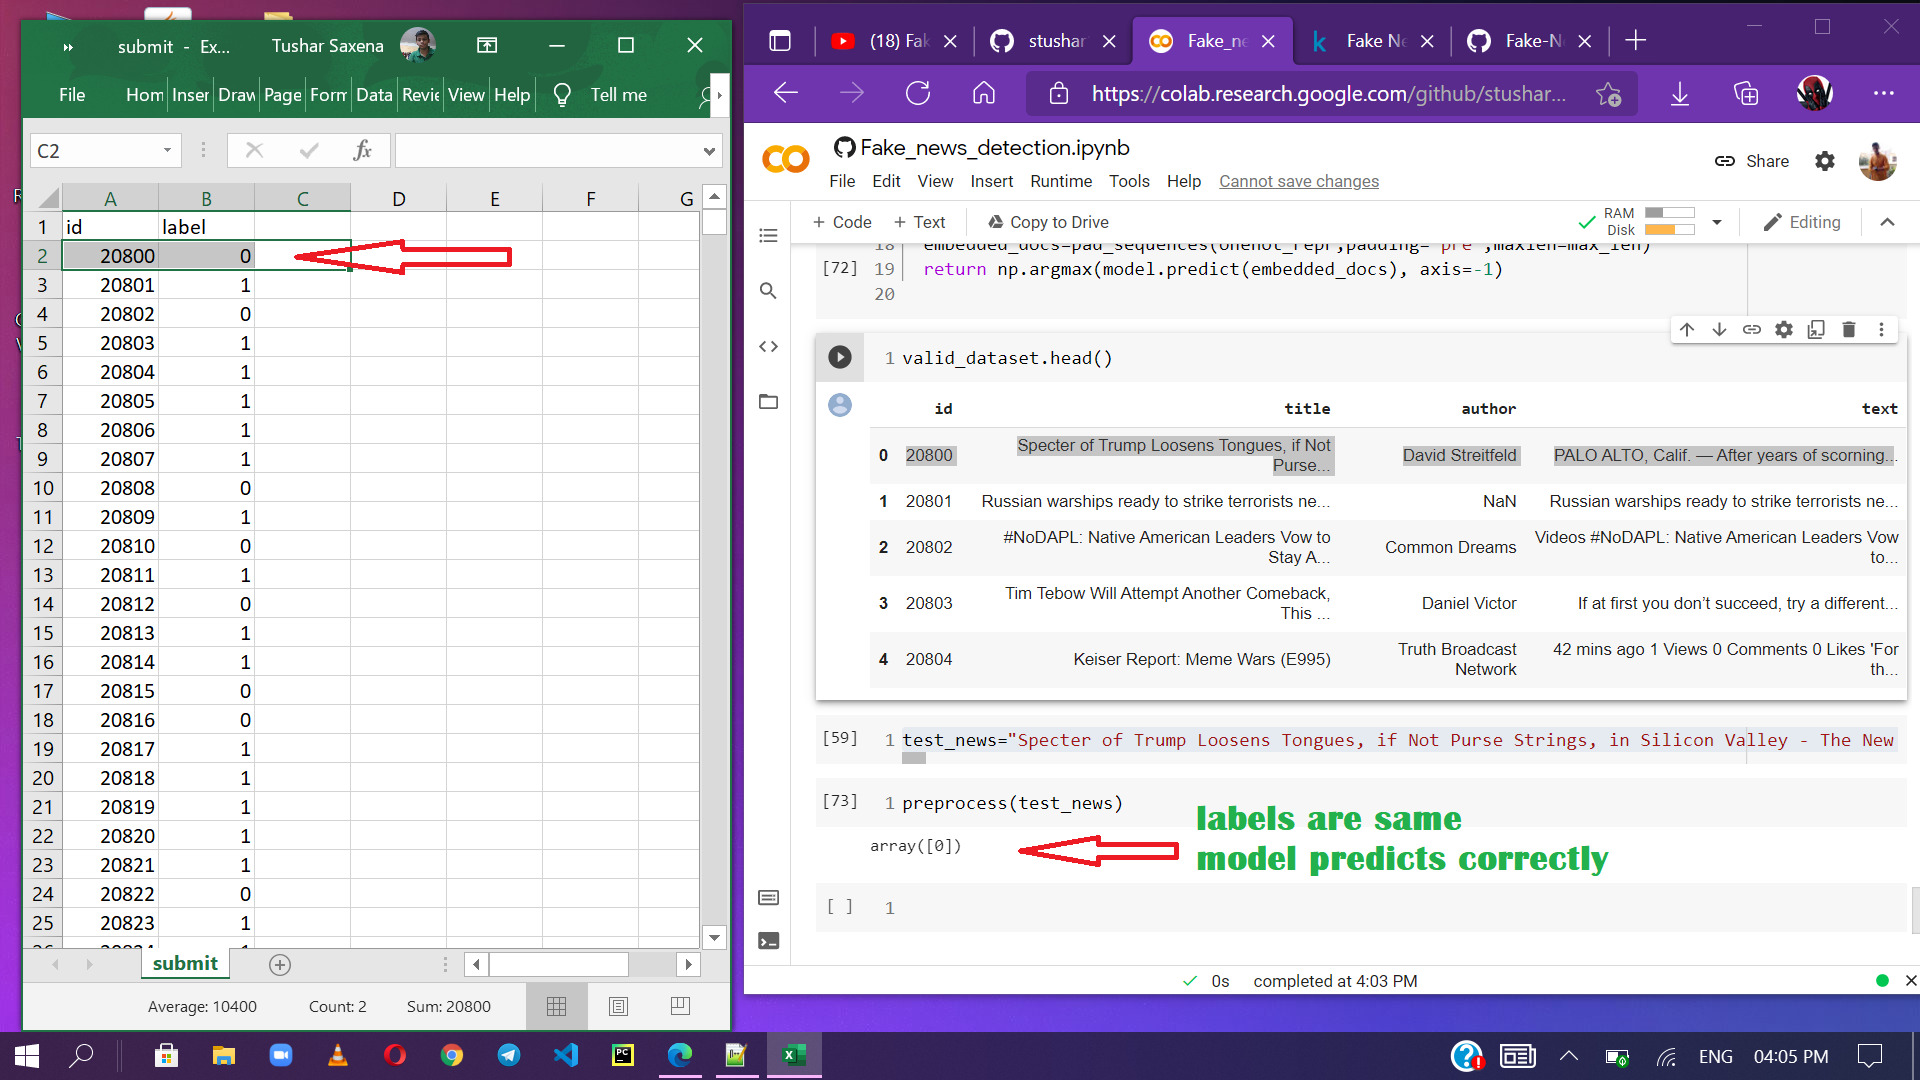 submit - Ex...
Tushar Saxena
File Hom Inser Draw Page Form Data Revie View Help Tell me
C2
fx
A B C D E F G
1 id label
2 20800 0
3 20801 1
4 20802 0
5 20803 1
6 20804 1
7 20805 1
8 20806 1
9 20807 1
10 20808 0
11 20809 1
12 20810 0
13 20811 1
14 20812 0
15 20813 1
16 20814 1
17 20815 0
18 20816 0
19 20817 1
20 20818 1
21 20819 1
22 20820 1
23 20821 1
24 20822 0
25 20823 1
submit
Average: 10400 Count: 2 Sum: 20800
(18) Fak
stushar
Fake_ne
Fake Ne
Fake-N
https://colab.research.google.com/github/stushar...
Fake_news_detection.ipynb
Share
File Edit View Insert Runtime Tools Help Cannot save changes
+ Code + Text Copy to Drive
RAM
Disk
Editing
18 embedded_docs=pad_sequences(onehot_repr,padding='pre',maxlen=max_len)
[72] 19 return np.argmax(model.predict(embedded_docs), axis=-1)
20
1 valid_dataset.head()
id title author text
0 20800 Specter of Trump Loosens Tongues, if Not Purse... David Streitfeld PALO ALTO, Calif. — After years of scorning...
1 20801 Russian warships ready to strike terrorists ne... NaN Russian warships ready to strike terrorists ne...
2 20802 #NoDAPL: Native American Leaders Vow to Stay A... Common Dreams Videos #NoDAPL: Native American Leaders Vow to...
3 20803 Tim Tebow Will Attempt Another Comeback, This ... Daniel Victor If at first you don’t succeed, try a different...
4 20804 Keiser Report: Meme Wars (E995) Truth Broadcast Network 42 mins ago 1 Views 0 Comments 0 Likes 'For th...
[59] 1 test_news="Specter of Trump Loosens Tongues, if Not Purse Strings, in Silicon Valley - The New
[73] 1 preprocess(test_news)
array([0])
labels are same
model predicts correctly
[ ] 1
0s completed at 4:03 PM
ENG 04:05 PM